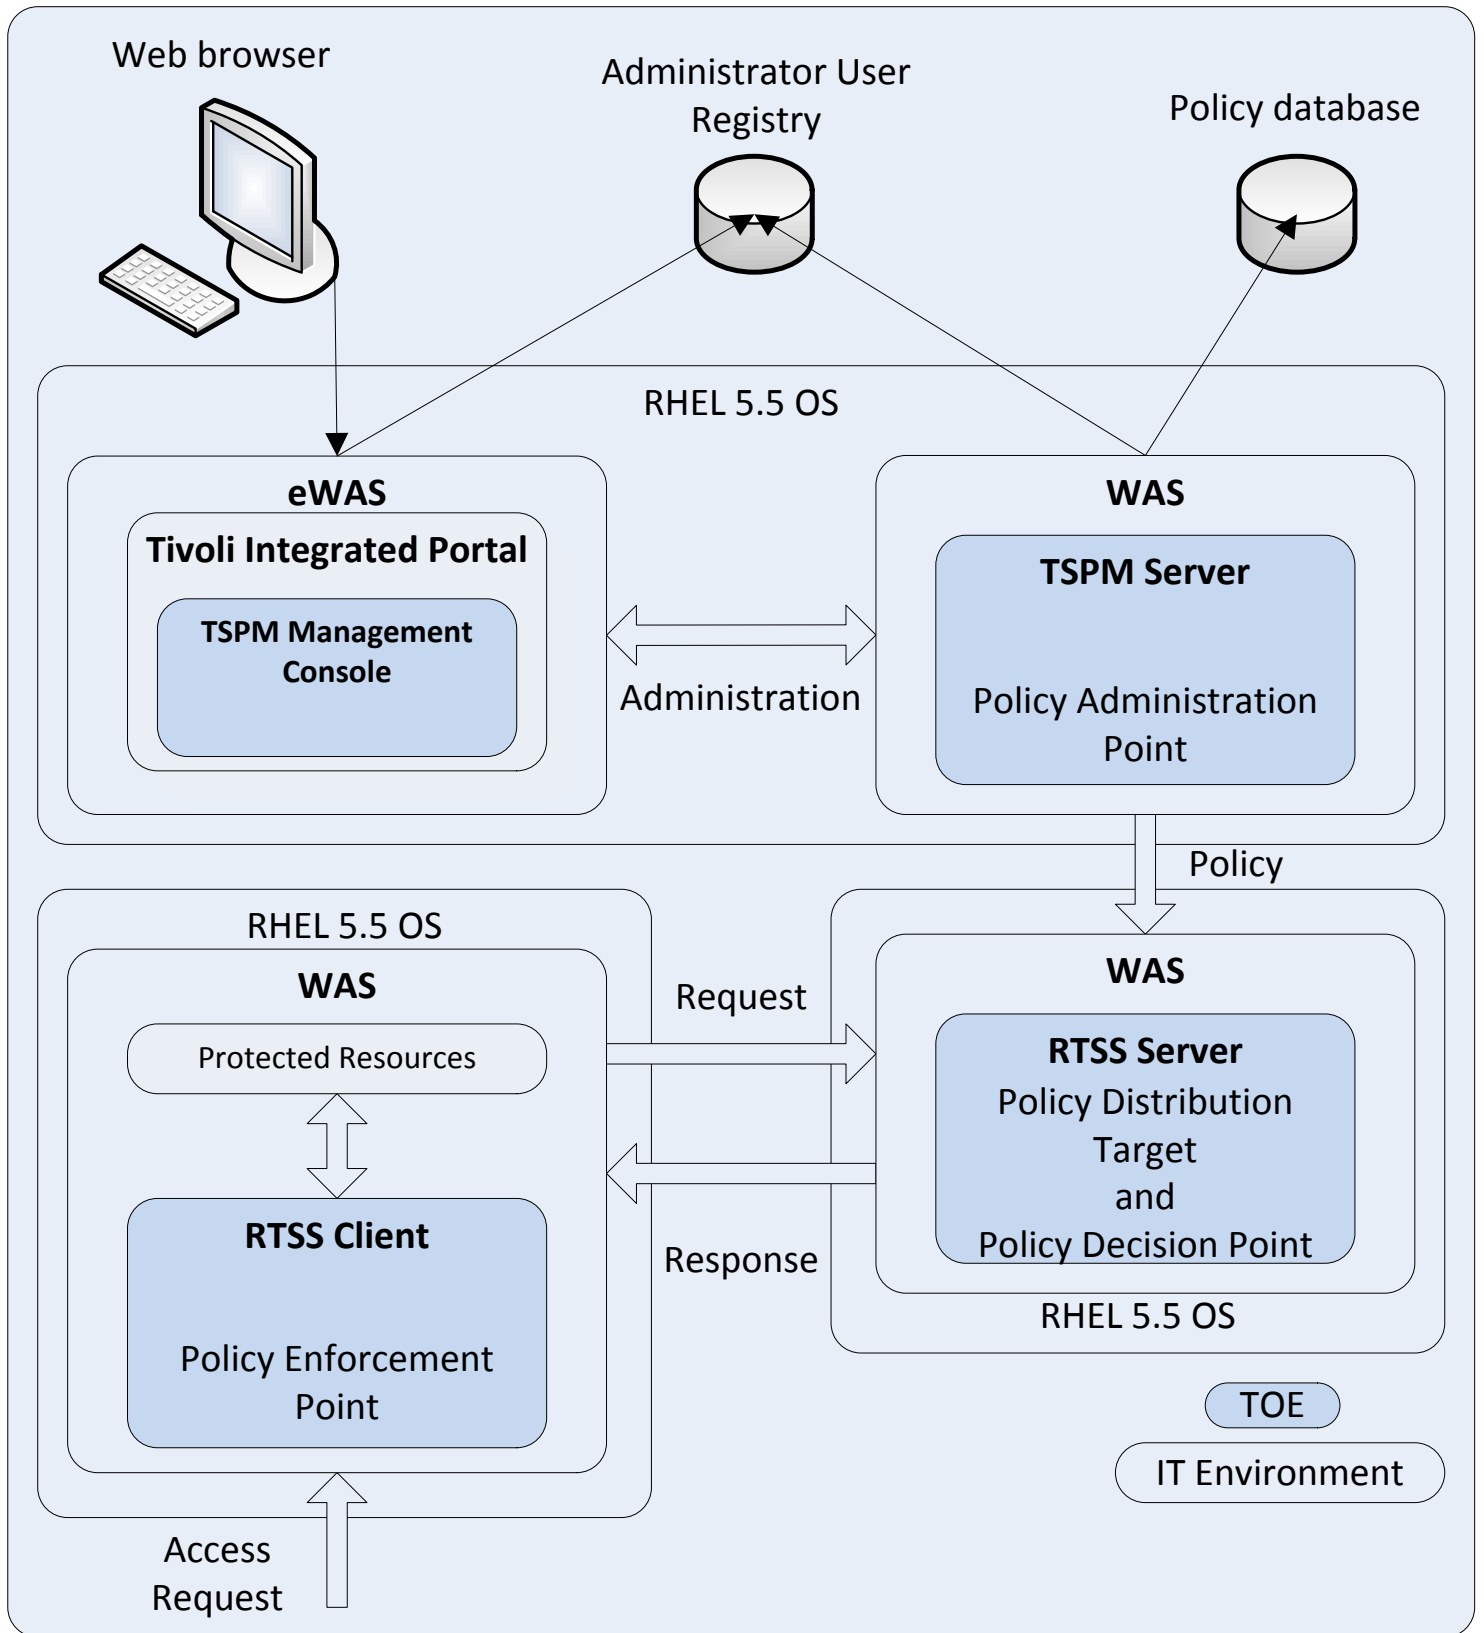 Web browser
Administrator User
Registry
Policy database
RHEL 5.5 OS
eWAS
Tivoli Integrated Portal
TSPM Management
Console
Administration
WAS
TSPM Server
Policy Administration
Point
Policy
RHEL 5.5 OS
WAS
Protected Resources
RTSS Client
Policy Enforcement
Point
Request
Response
WAS
RTSS Server
Policy Distribution
Target
and
Policy Decision Point
RHEL 5.5 OS
TOE
IT Environment
Access
Request